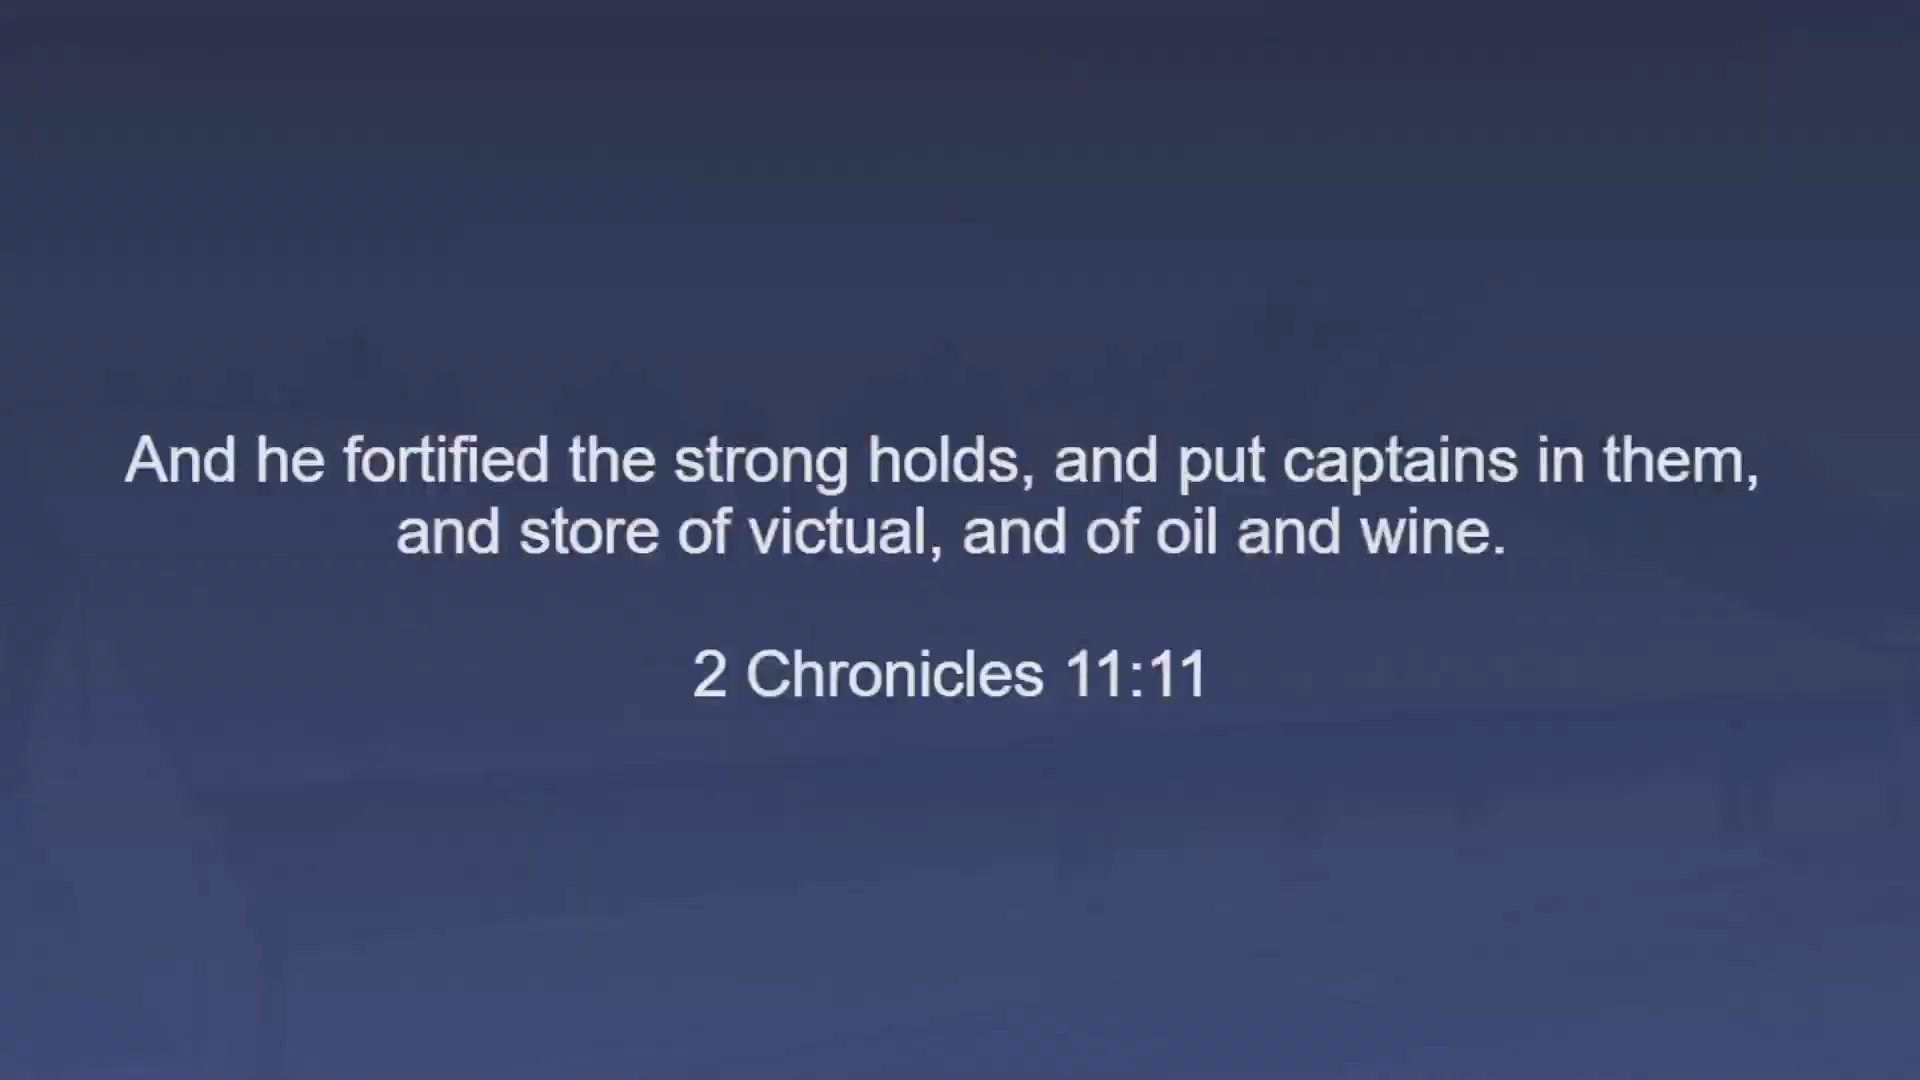 And he fortified the strong holds, and put captains in them,
and store of victual, and of oil and wine.
2 Chronicles 11:11